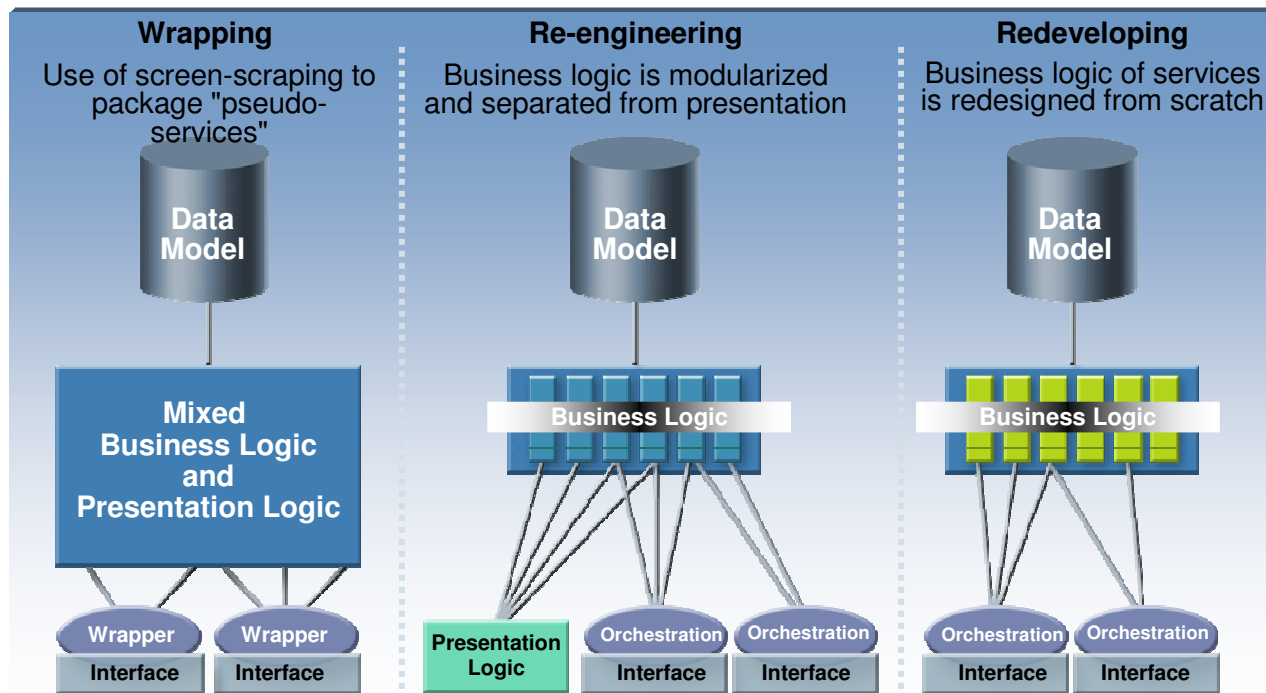 Wrapping
Use of screen-scraping to
package "pseudo-
services"
Data
Model
Mixed
Business Logic
and
Presentation Logic
Wrapper
Interface
Wrapper
Interface
Re-engineering
Business logic is modularized
and separated from presentation
Data
Model
Business Logic
Presentation
Logic
Orchestration
Interface
Orchestration
Interface
Redeveloping
Business logic of services
is redesigned from scratch
Data
Model
Business Logic
Orchestration
Interface
Orchestration
Interface